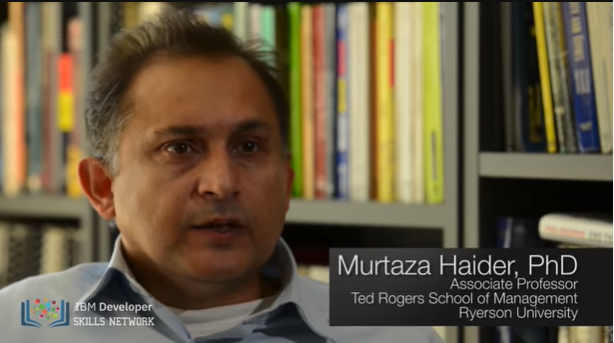 Murtaza Haider, PhD
Associate Professor
Ted Rogers School of Management
Ryerson University
IBM Developer
SKILLS NETWORK